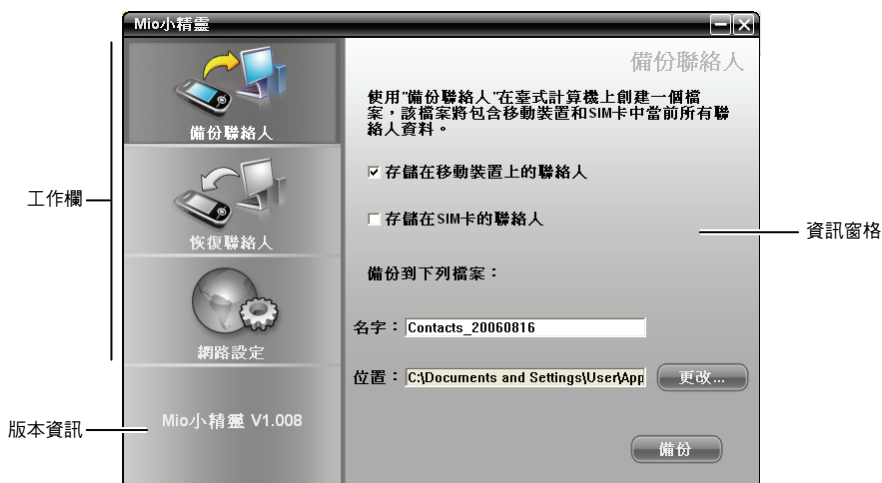 Mio小精靈
備份聯絡人
恢復聯絡人
網路設定
Mio小精靈 V1.008
備份聯絡人
使用"備份聯絡人"在臺式計算機上創建一個檔
案，該檔案將包含移動裝置和SIM卡中當前所有聯
絡人資料。
存儲在移動裝置上的聯絡人
存儲在SIM卡的聯絡人
備份到下列檔案：
名字： Contacts_20060816
位置： C:\Documents and Settings\User\App
更改...
備份
工作欄
版本資訊
資訊窗格